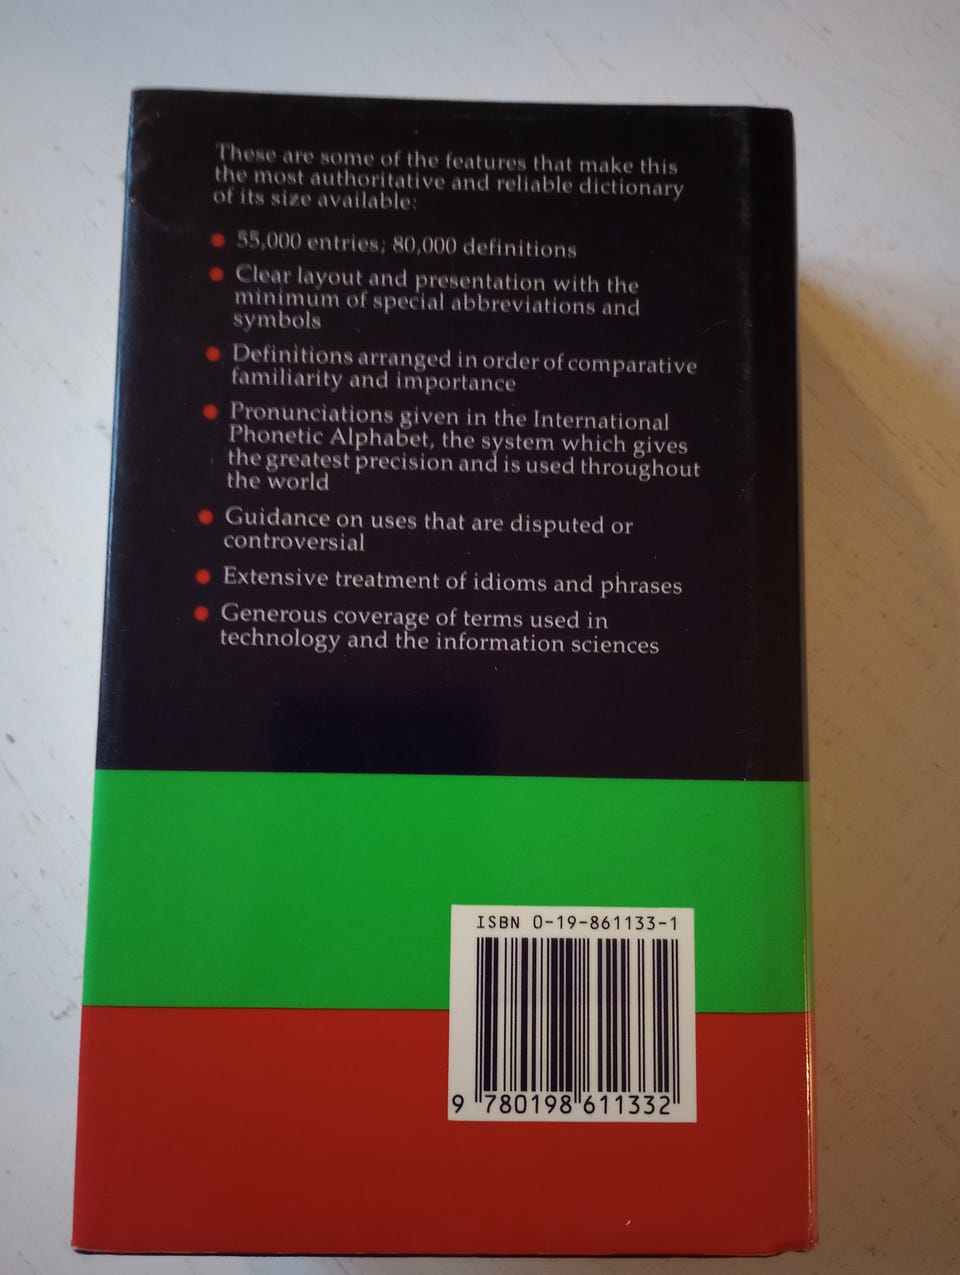 These are some of the features that make this
the most authoritative and reliable dictionary
of its size available:
55,000 entries; 80,000 definitions
Clear layout and presentation with the
minimum of special abbreviations and
symbols
Definitions arranged in order of comparative
familiarity and importance
Pronunciations given in the International
Phonetic Alphabet, the system which gives
the greatest precision and is used throughout
the world
Guidance on uses that are disputed or
controversial
Extensive treatment of idioms and phrases
Generous coverage of terms used in
technology and the information sciences
ISBN 0-19-861133-1
9 780198 611332